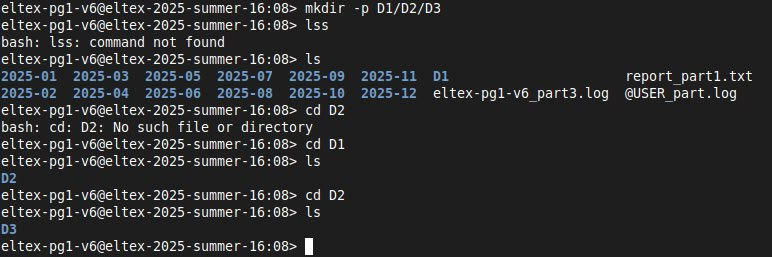 eltex-pg1-v6@eltex-2025-summer-16:08> mkdir -p D1/D2/D3
eltex-pg1-v6@eltex-2025-summer-16:08> lss
bash: lss: command not found
eltex-pg1-v6@eltex-2025-summer-16:08> ls
2025-01  2025-03  2025-05  2025-07  2025-09  2025-11  D1                      report_part1.txt
2025-02  2025-04  2025-06  2025-08  2025-10  2025-12  eltex-pg1-v6_part3.log  @USER_part.log
eltex-pg1-v6@eltex-2025-summer-16:08> cd D2
bash: cd: D2: No such file or directory
eltex-pg1-v6@eltex-2025-summer-16:08> cd D1
eltex-pg1-v6@eltex-2025-summer-16:08> ls
D2
eltex-pg1-v6@eltex-2025-summer-16:08> cd D2
eltex-pg1-v6@eltex-2025-summer-16:08> ls
D3
eltex-pg1-v6@eltex-2025-summer-16:08>